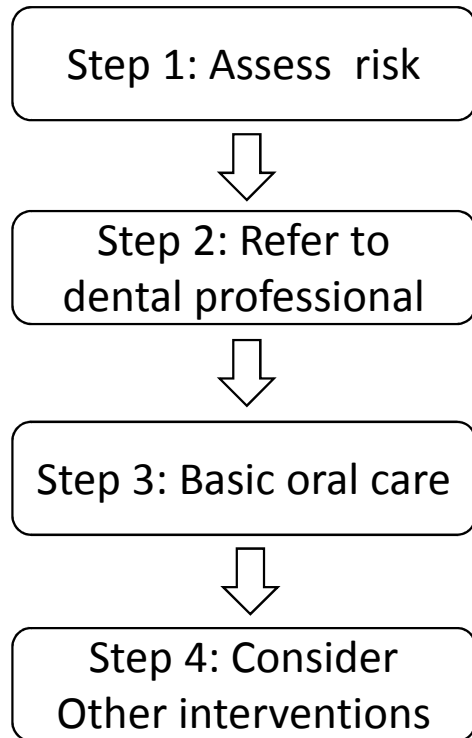 Step 1: Assess risk
Step 2: Refer to
dental professional
Step 3: Basic oral care
Step 4: Consider
Other interventions